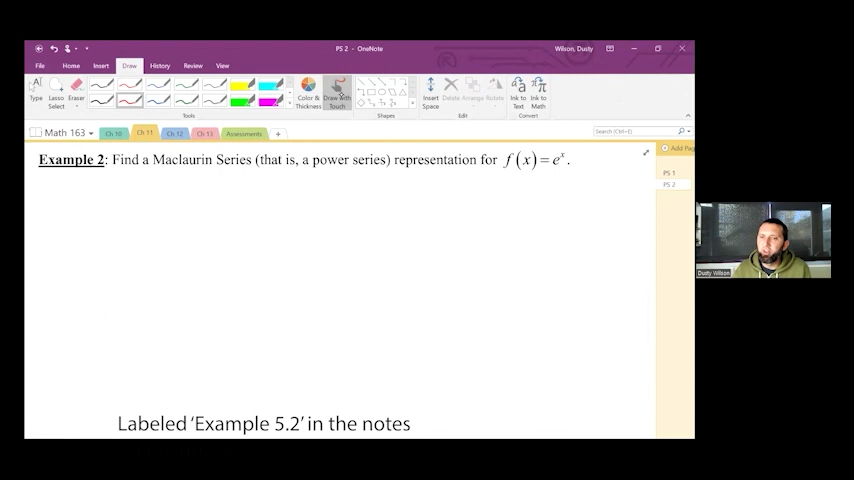 PS 2 - OneNote
Wilson, Dusty
File Home Insert Draw History Review View
Type
Lasso Select
Eraser
Color & Thickness
Draw with Touch
Insert Space
Delete Arrange Rotate
Ink to Text
Ink to Math
Tools
Shapes
Edit
Convert
Math 163 Ch 10 Ch 11 Ch 12 Ch 13 Assessments +
Search (Ctrl+E)
Add Pag
Example 2: Find a Maclaurin Series (that is, a power series) representation for f(x) = eˣ.
PS 1
PS 2
Dusty Wilson
Labeled 'Example 5.2' in the notes